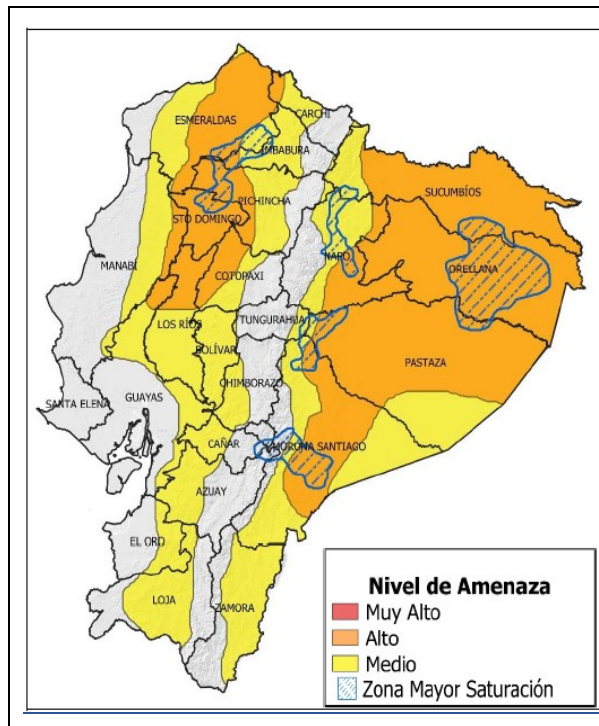 ESMERALDAS
CARCHI
IMBABURA
SUCUMBÍOS
PICHINCHA
STO DOMINGO
NAPO
ORELLANA
MANABI
COTOPAXI
LOS RÍOS
TUNGURAHUA
BOLÍVAR
PASTAZA
CHIMBORAZO
GUAYAS
SANTA ELENA
MORONA SANTIAGO
CAÑAR
AZUAY
EL ORO
LOJA
ZAMORA
Nivel de Amenaza
Muy Alto
Alto
Medio
Zona Mayor Saturación